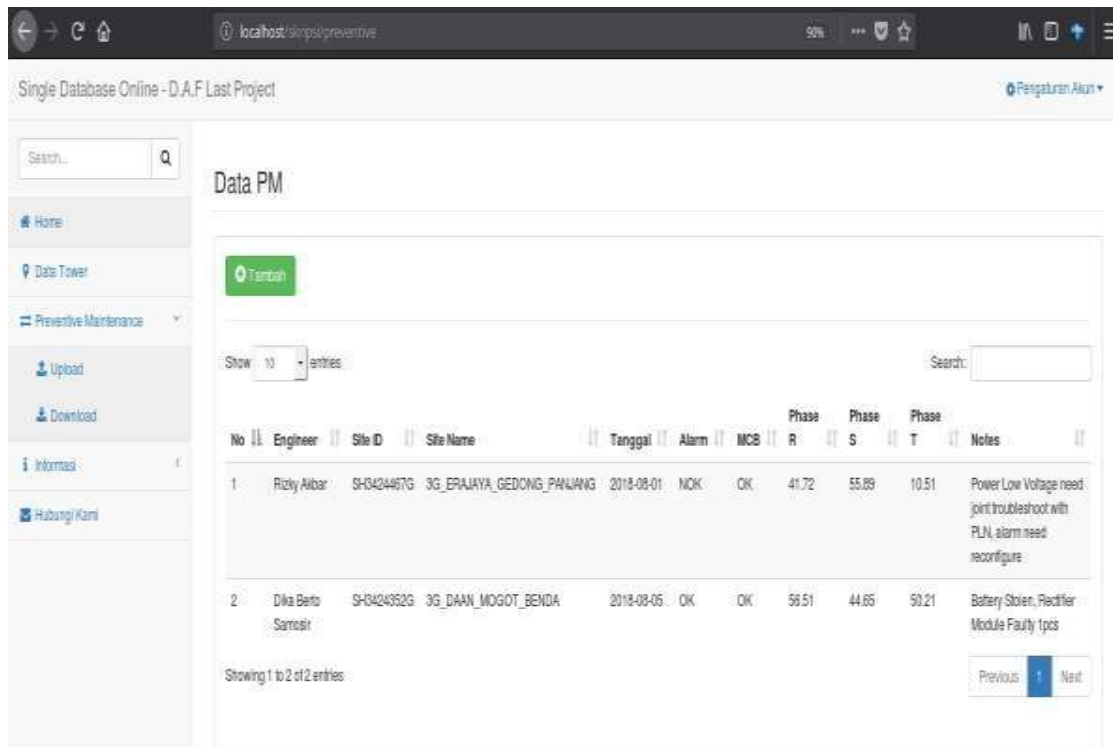 localhost/skripsi/preventive
90%
Single Database Online - D.A.F Last Project
Pengaturan Akun
Search...
Data PM
Home
Data Tower
Preventive Maintenance
Upload
Download
Informasi
Hubungi Kami
Tambah
Show 10 entries
Search:
No Engineer Site ID Site Name Tanggal Alarm MCB Phase R Phase S Phase T Notes
1 Rizky Akbar SH3424467G 3G_ERAJAYA_GEDONG_PANJANG 2018-08-01 NOK OK 41.72 55.89 10.51 Power Low Voltage need
joint troubleshoot with
PLN, alarm need
reconfigure
2 Dika Berto SH3424352G 3G_DAAN_MOGOT_BENDA 2018-08-05 OK OK 56.51 44.65 50.21 Battery Stolen, Rectifier
Samosir Module Faulty 1pcs
Showing 1 to 2 of 2 entries
Previous 1 Next